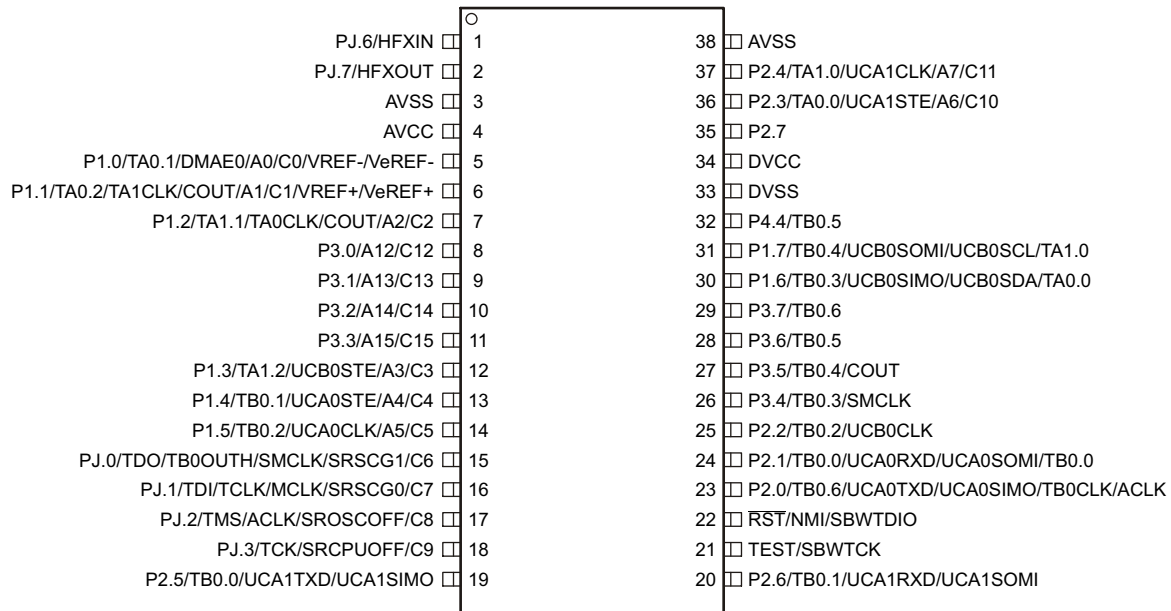 PJ.6/HFXIN 1 38 AVSS
PJ.7/HFXOUT 2 37 P2.4/TA1.0/UCA1CLK/A7/C11
AVSS 3 36 P2.3/TA0.0/UCA1STE/A6/C10
AVCC 4 35 P2.7
P1.0/TA0.1/DMAE0/A0/C0/VREF-/VeREF- 5 34 DVCC
P1.1/TA0.2/TA1CLK/COUT/A1/C1/VREF+/VeREF+ 6 33 DVSS
P1.2/TA1.1/TA0CLK/COUT/A2/C2 7 32 P4.4/TB0.5
P3.0/A12/C12 8 31 P1.7/TB0.4/UCB0SOMI/UCB0SCL/TA1.0
P3.1/A13/C13 9 30 P1.6/TB0.3/UCB0SIMO/UCB0SDA/TA0.0
P3.2/A14/C14 10 29 P3.7/TB0.6
P3.3/A15/C15 11 28 P3.6/TB0.5
P1.3/TA1.2/UCB0STE/A3/C3 12 27 P3.5/TB0.4/COUT
P1.4/TB0.1/UCA0STE/A4/C4 13 26 P3.4/TB0.3/SMCLK
P1.5/TB0.2/UCA0CLK/A5/C5 14 25 P2.2/TB0.2/UCB0CLK
PJ.0/TDO/TB0OUTH/SMCLK/SRSCG1/C6 15 24 P2.1/TB0.0/UCA0RXD/UCA0SOMI/TB0.0
PJ.1/TDI/TCLK/MCLK/SRSCG0/C7 16 23 P2.0/TB0.6/UCA0TXD/UCA0SIMO/TB0CLK/ACLK
PJ.2/TMS/ACLK/SROSCOFF/C8 17 22 RST/NMI/SBWTDIO
PJ.3/TCK/SRCPUOFF/C9 18 21 TEST/SBWTCK
P2.5/TB0.0/UCA1TXD/UCA1SIMO 19 20 P2.6/TB0.1/UCA1RXD/UCA1SOMI